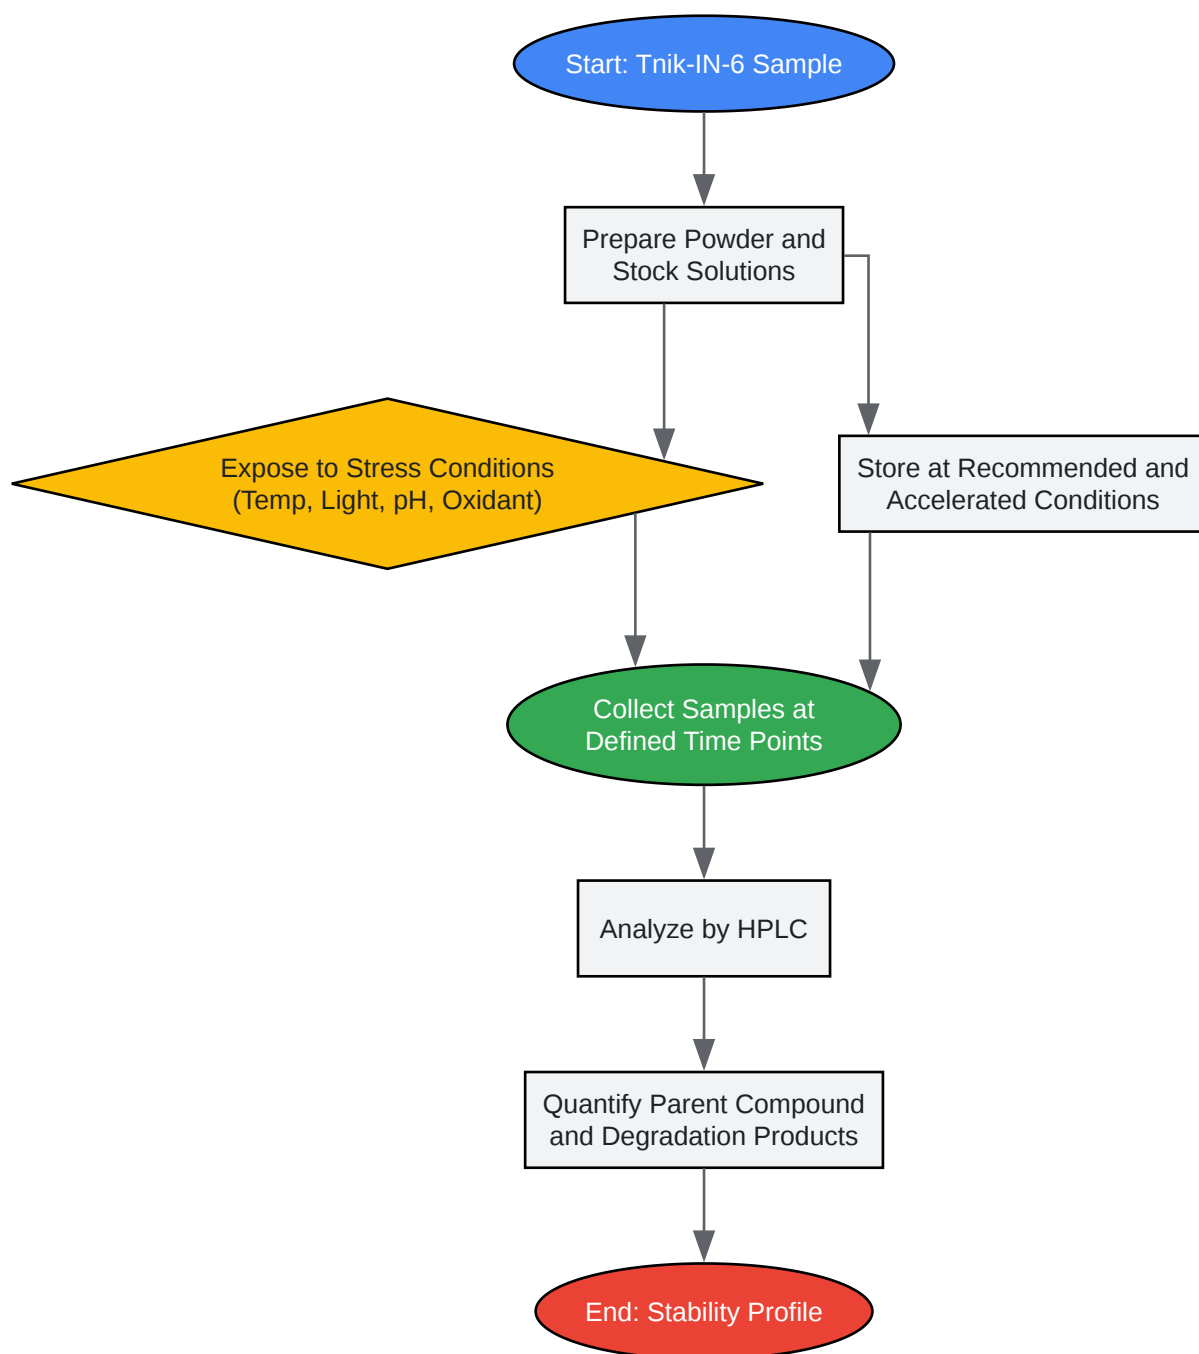 Start: Tnik-IN-6 Sample
Prepare Powder and
Stock Solutions
Expose to Stress Conditions
(Temp, Light, pH, Oxidant)
Store at Recommended and
Accelerated Conditions
Collect Samples at
Defined Time Points
Analyze by HPLC
Quantify Parent Compound
and Degradation Products
End: Stability Profile